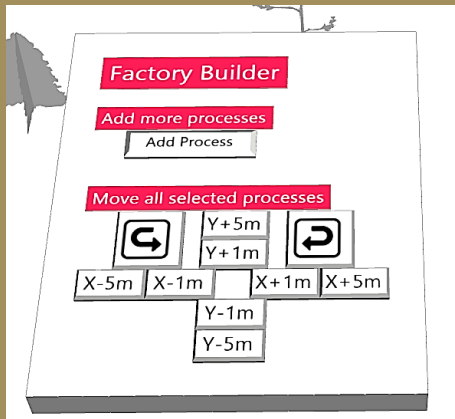 Factory Builder
Add more processes
Add Process
Move all selected processes
Y+5m
Y+1m
X-5m X-1m X+1m X+5m
Y-1m
Y-5m